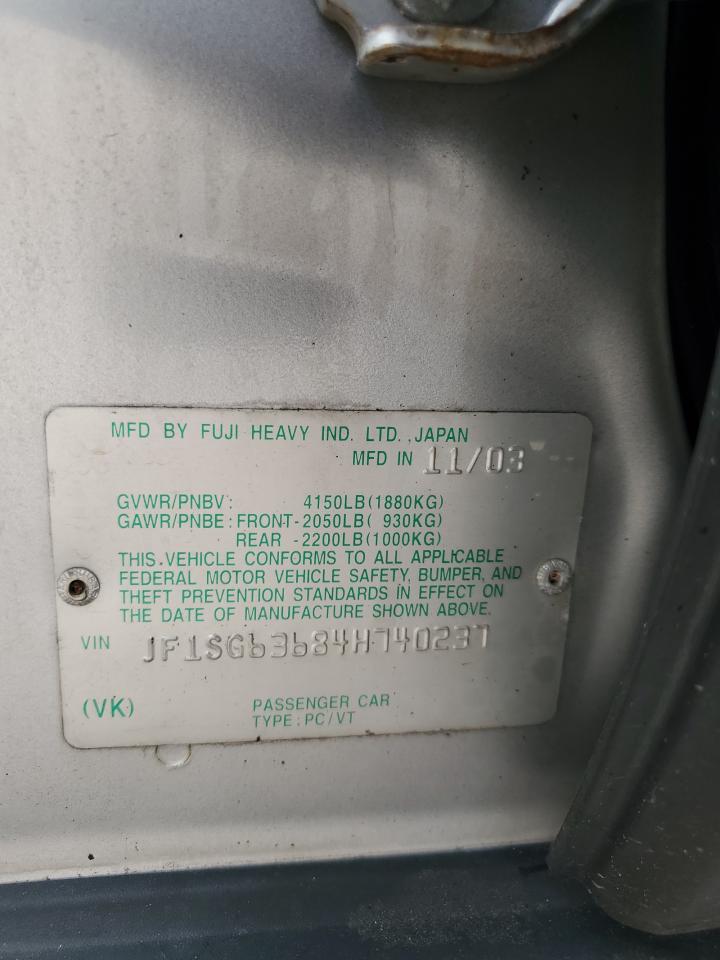 MFD BY FUJI HEAVY IND. LTD., JAPAN
MFD IN 11/03
GVWR/PNBV: 4150LB(1880KG)
GAWR/PNBE: FRONT-2050LB( 930KG)
REAR -2200LB(1000KG)
THIS VEHICLE CONFORMS TO ALL APPLICABLE
FEDERAL MOTOR VEHICLE SAFETY, BUMPER, AND
THEFT PREVENTION STANDARDS IN EFFECT ON
THE DATE OF MANUFACTURE SHOWN ABOVE.
VIN JF1SG63684H740237
(VK) PASSENGER CAR
TYPE: PC/VT